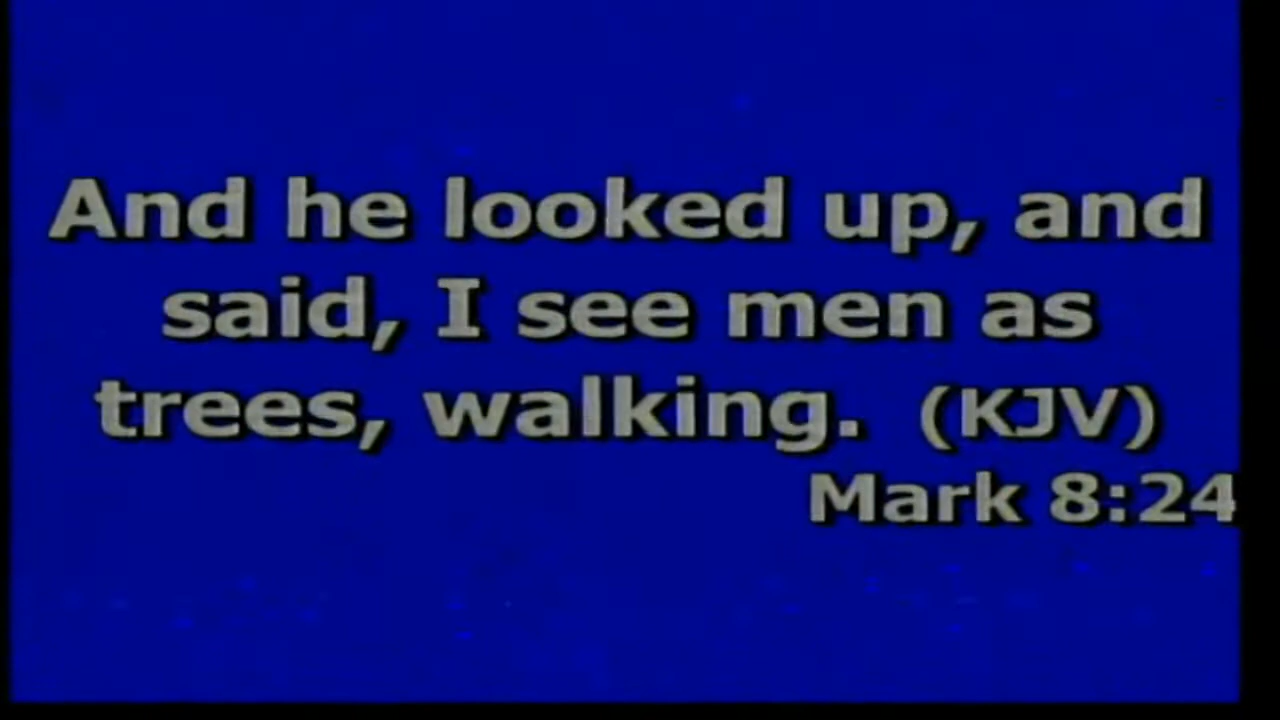 And he looked up, and
said, I see men as
trees, walking. (KJV)
Mark 8:24